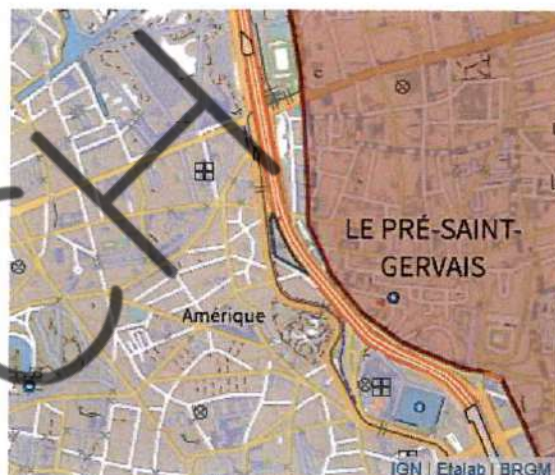 LE PRÉ-SAINT-
GERVAIS
Amérique
IGN | Etalab | BRGM